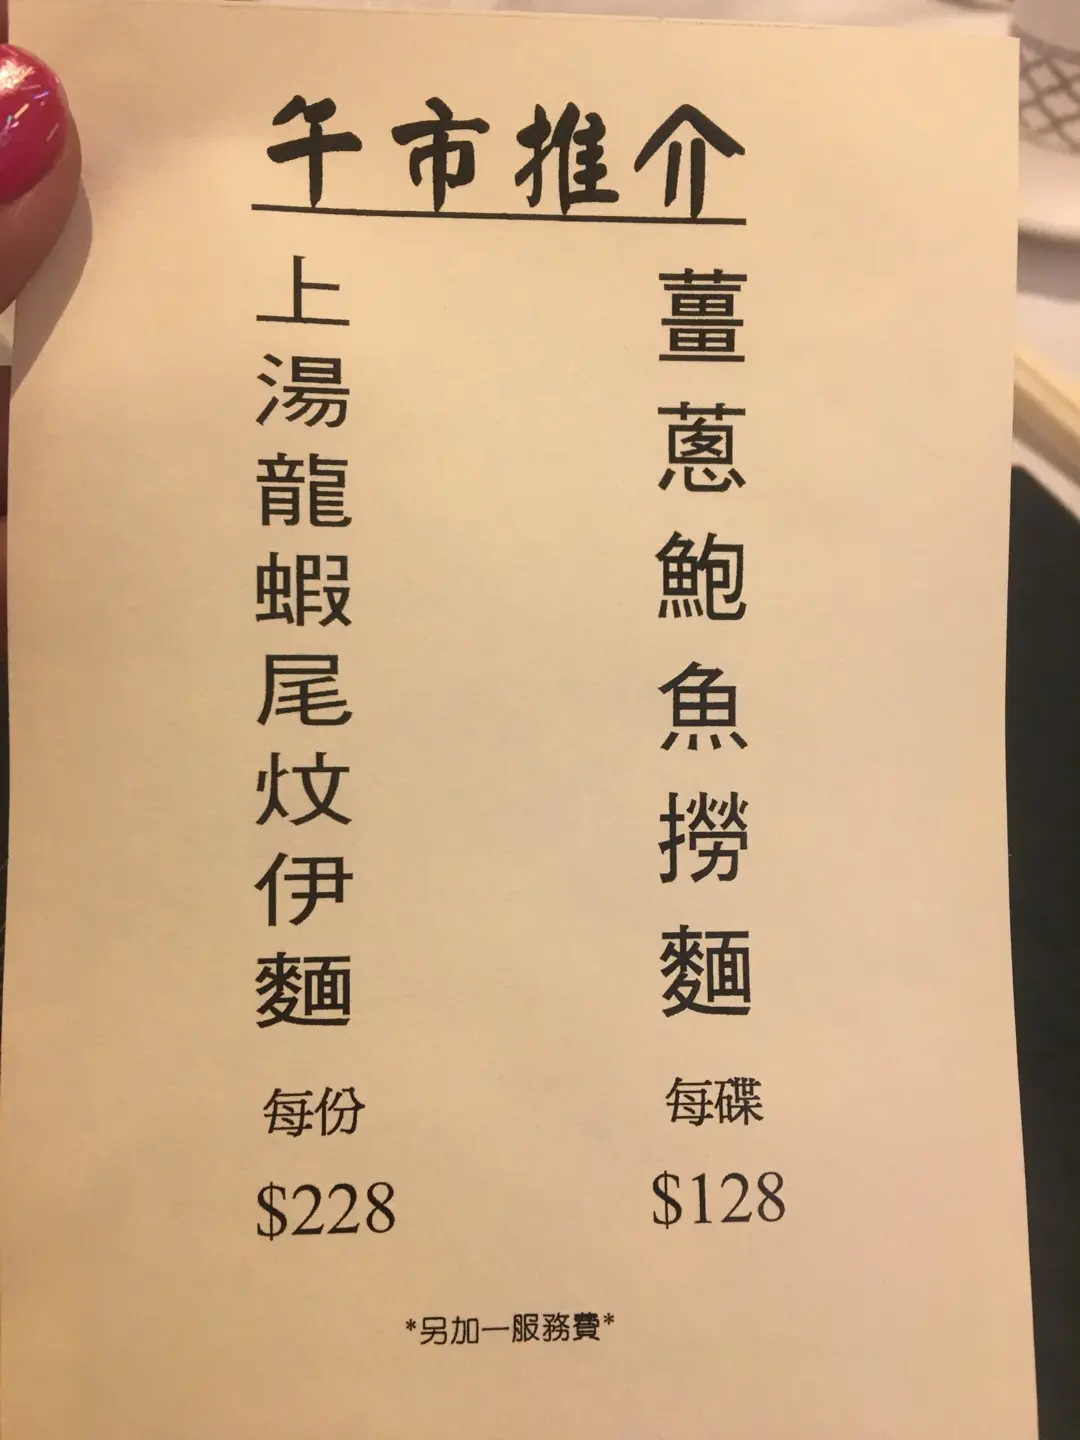 午市推介
薑蔥鮑魚撈麵
每碟
$128
上湯龍蝦尾炆伊麵
每份
$228
*另加一服務費*